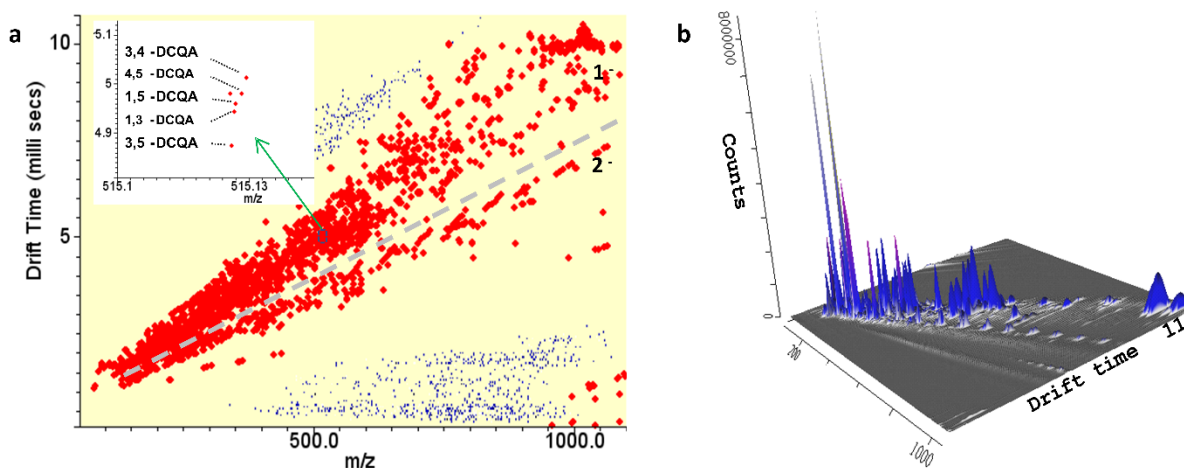 a
Drift Time (milli secs)
10
5
5.1
5
4.9
3,4 -DCQA
4,5 -DCQA
1,5 -DCQA
1,3 -DCQA
3,5 -DCQA
515.1
515.13
m/z
1-
2-
500.0
1000.0
m/z
b
8000000
Counts
0
200
1000
Drift time 11